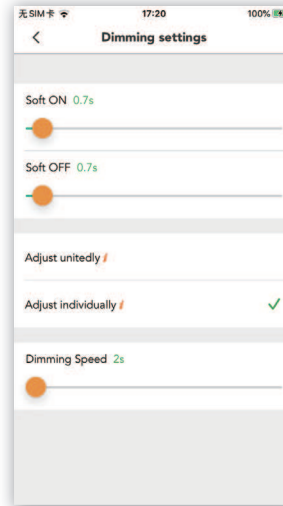 无SIM卡 17:20 100%
Dimming settings
Soft ON 0.7s
Soft OFF 0.7s
Adjust unitedly
Adjust individually
Dimming Speed 2s